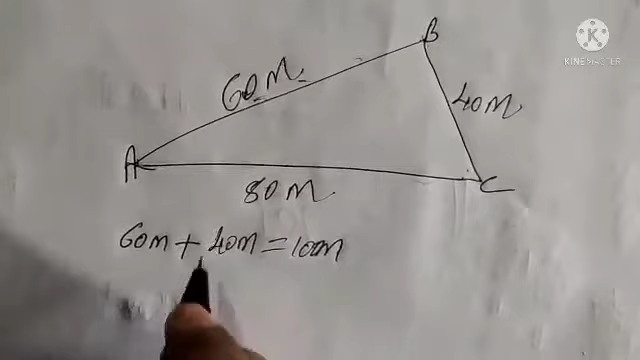 B
60M
40M
A
80M
C
60M + 40M = 100M
K
KINEMASTER